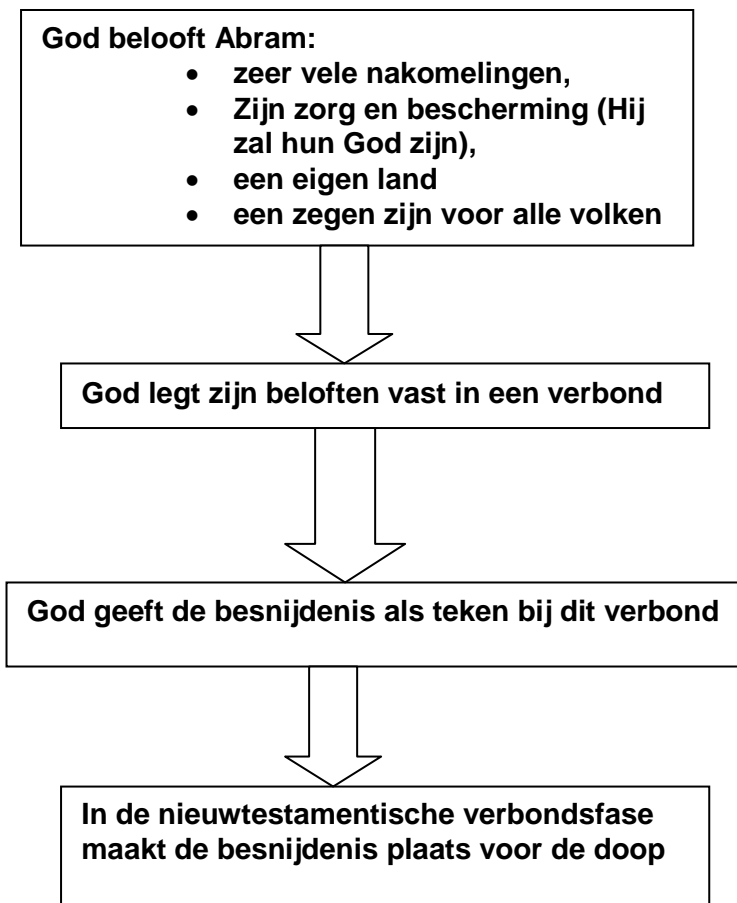 God belooft Abram:
• zeer vele nakomelingen,
• Zijn zorg en bescherming (Hij
zal hun God zijn),
• een eigen land
• een zegen zijn voor alle volken
God legt zijn beloften vast in een verbond
God geeft de besnijdenis als teken bij dit verbond
In de nieuwtestamentische verbondsfase
maakt de besnijdenis plaats voor de doop